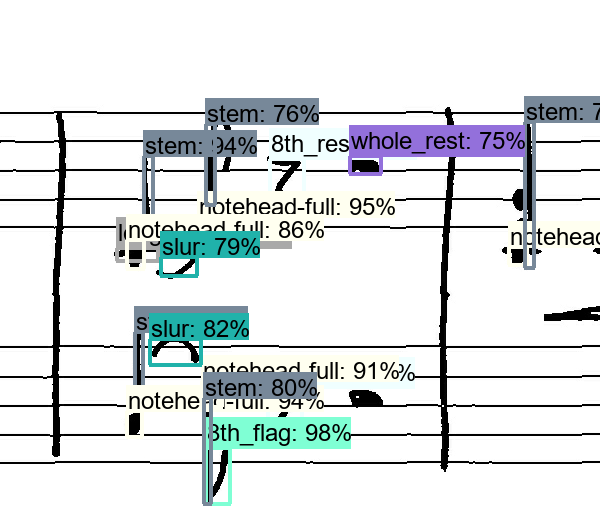 stem: 76%
stem: 7
stem: 94%
8th_res
whole_rest: 75%
notehead-full: 95%
notehead-full: 86%
notehead
slur: 79%
s
slur: 82%
notehead-full: 91%
%
stem: 80%
notehe
-full: 94%
8th_flag: 98%